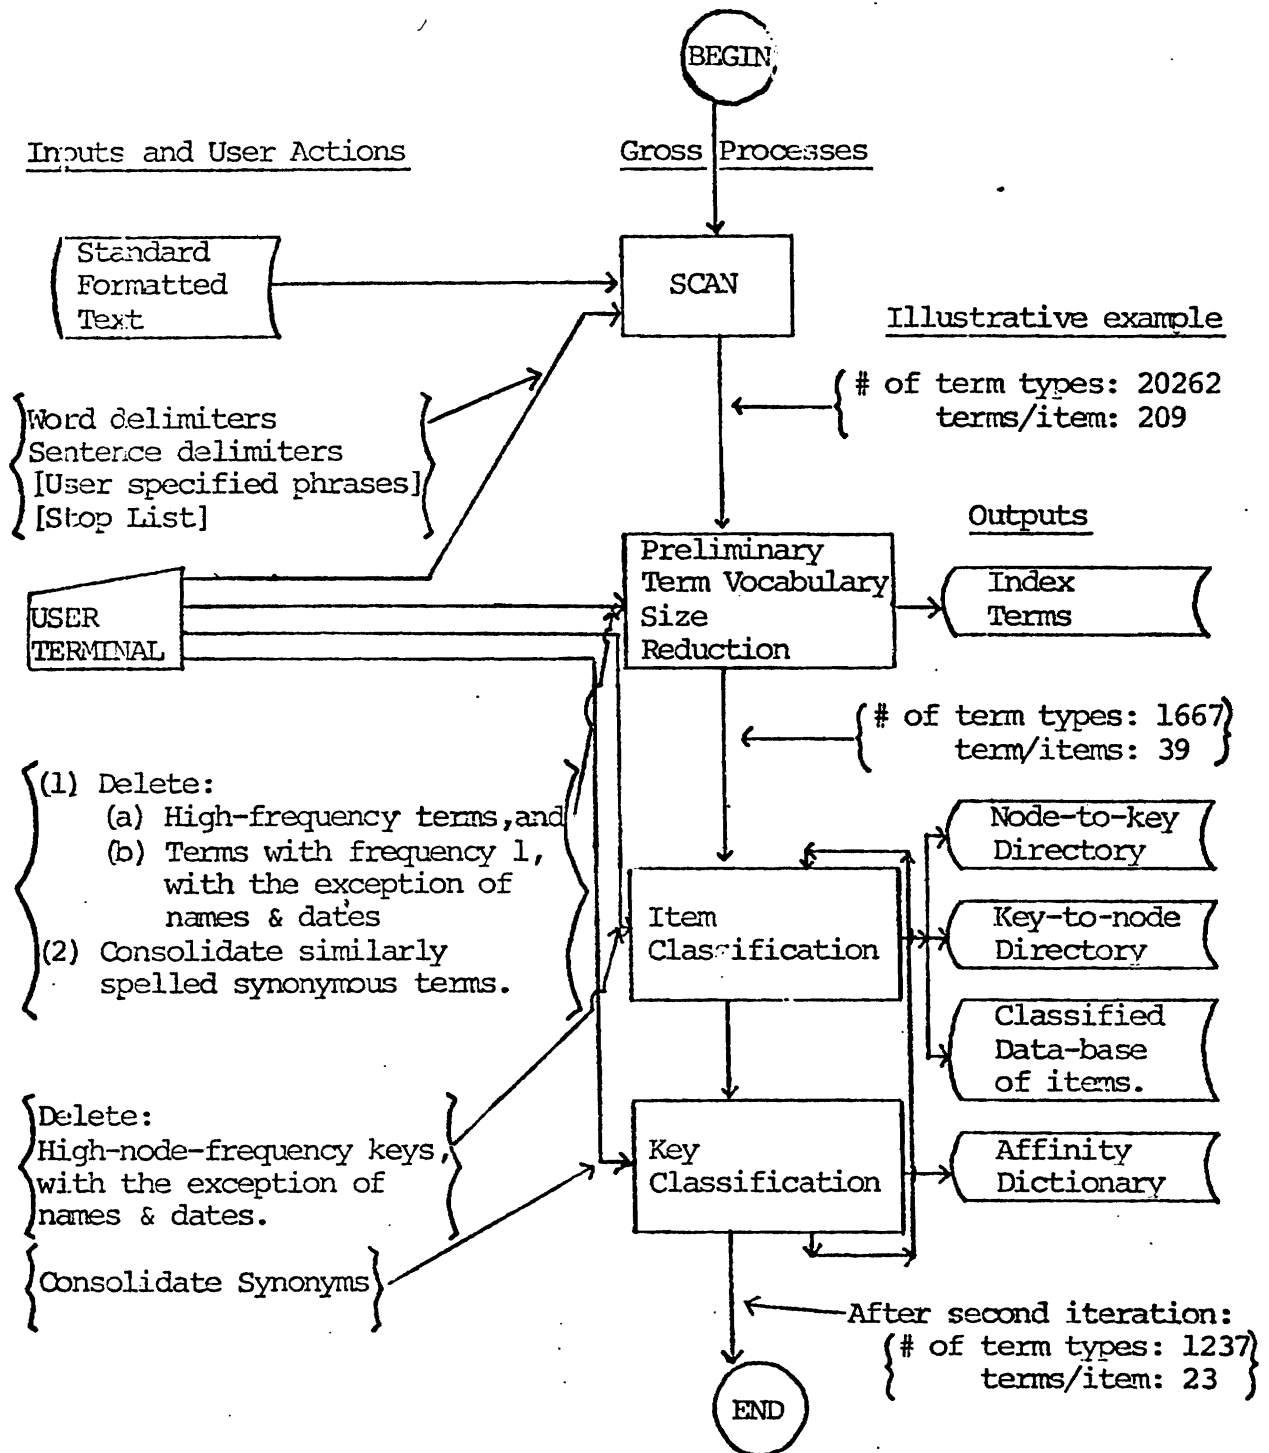 BEGIN
Inputs and User Actions
Gross Processes
Standard
Formatted
Text
SCAN
Illustrative example
# of term types: 20262
terms/item: 209
Word delimiters
Sentence delimiters
[User specified phrases]
[Stop List]
Outputs
USER
TERMINAL
Preliminary
Term Vocabulary
Size
Reduction
Index
Terms
# of term types: 1667
term/items: 39
(1) Delete:
(a) High-frequency terms,and
(b) Terms with frequency 1,
with the exception of
names & dates
(2) Consolidate similarly
spelled synonymous terms.
Item
Classification
Node-to-key
Directory
Key-to-node
Directory
Classified
Data-base
of items.
Delete:
High-node-frequency keys,
with the exception of
names & dates.
Key
Classification
Affinity
Dictionary
Consolidate Synonyms
After second iteration:
# of term types: 1237
terms/item: 23
END